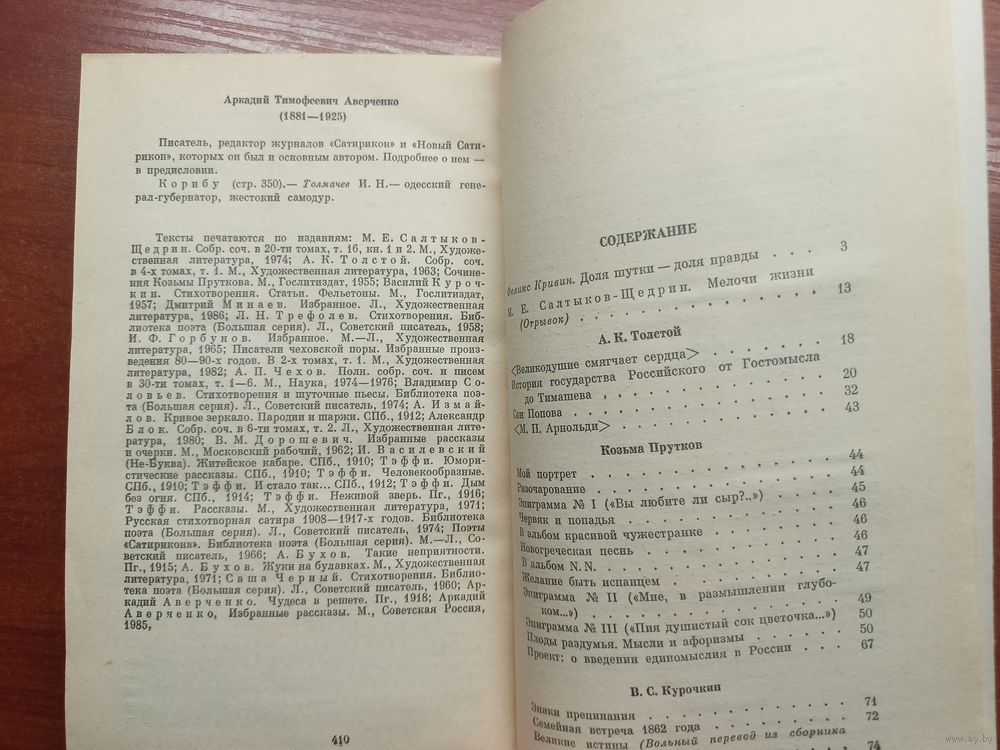 Аркадий Тимофеевич Аверченко
(1881—1925)
Писатель, редактор журналов «Сатирикон» и «Новый Сати-
рикон», которых он был и основным автором. Подробнее о нем —
в предисловии.
Корибу (стр. 350).— Толмачев И. Н.— одесский гене-
рал-губернатор, жестокий самодур.
Тексты печатаются по изданиям: М. Е. Салтыков-
Щедрин. Собр. соч. в 20-ти томах, т. 16, кн. 1 и 2. М., Художе-
ственная литература, 1974; А. К. Толстой. Собр. соч.
в 4-х томах, т. 1. М., Художественная литература, 1963; Сочинения
Козьмы Пруткова. М., Гослитиздат, 1955; Василий Куроч-
кин. Стихотворения. Статьи. Фельетоны. М., Гослитиздат,
1957; Дмитрий Минаев. Избранное. Л., Художественная
литература, 1986; Л. Н. Трефолев. Стихотворения. Биб-
лиотека поэта (Большая серия). Л., Советский писатель, 1958;
И. Ф. Горбунов. Избранное. М.—Л., Художественная
литература, 1965; Писатели чеховской поры. Избранные произ-
ведения 80—90-х годов. В 2-х томах, т. 1. М., Художественная
литература, 1982; А. П. Чехов. Полн. собр. соч. и писем
в 30-ти томах, т. 1—6. М., Наука, 1974—1976; Владимир Со-
ловьев. Стихотворения и шуточные пьесы. Библиотека поэ-
та (Большая серия). Л., Советский писатель, 1974; А. Измай-
лов. Кривое зеркало. Пародии и шаржи. СПб., 1912; Александр
Блок. Собр. соч. в 6-ти томах, т. 2. Л., Художественная лите-
ратура, 1980; В. М. Дорошевич. Избранные рассказы
и очерки. М., Московский рабочий, 1962; И. Василевский
(Не-Буква). Житейское кабаре. СПб., 1910; Тэффи. Юмори-
стические рассказы. СПб., 1910; Тэффи. Человекообразные.
СПб., 1910; Тэффи. И стало так... СПб., 1912; Тэффи. Дым
без огня. СПб., 1914; Тэффи. Неживой зверь. Пг., 1916;
Тэффи. Рассказы. М., Художественная литература, 1971;
Русская стихотворная сатира 1908—1917-х годов. Библиотека
поэта (Большая серия). Л., Советский писатель, 1974; Поэты
«Сатирикона». Библиотека поэта (Большая серия). М.—Л., Со-
ветский писатель, 1966; А. Бухов. Такие неприятности.
Пг., 1915; А. Бухов. Жуки на булавках. М., Художественная
литература, 1971; Саша Черный. Стихотворения. Библио-
тека поэта (Большая серия). Л., Советский писатель, 1960; Ар-
кадий Аверченко. Чудеса в решете. Пг., 1918; Аркадий
Аверченко. Избранные рассказы. М., Советская Россия,
1985.
410
СОДЕРЖАНИЕ
Феликс Кривин. Доля шутки — доля правды . . . 3
М. Е. Салтыков-Щедрин. Мелочи жизни
(Отрывок) . . . 13
А. К. Толстой
<Великодушие смягчает сердца> . . . 18
История государства Российского от Гостомысла
до Тимашева . . . 20
Сон Попова . . . 32
<М. П. Арнольди> . . . 43
Козьма Прутков
Мой портрет . . . 44
Разочарование . . . 44
Эпиграмма № I («Вы любите ли сыр?..») . . . 45
Червяк и попадья . . . 46
В альбом красивой чужестранке . . . 46
Новогреческая песнь . . . 46
В альбом N. N. . . . 47
Желание быть испанцем . . . 47
Эпиграмма № II («Мне, в размышлении глубо-
ком...») . . . 49
Эпиграмма № III («Пия душистый сок цветочка...») 50
Плоды раздумья. Мысли и афоризмы . . . 50
Проект: о введении единомыслия в России . . . 67
В. С. Курочкин
Знаки препинания . . . 71
Семейная встреча 1862 года . . . 72
Великие истины (Вольный перевод из сборника
74
www.ay.by